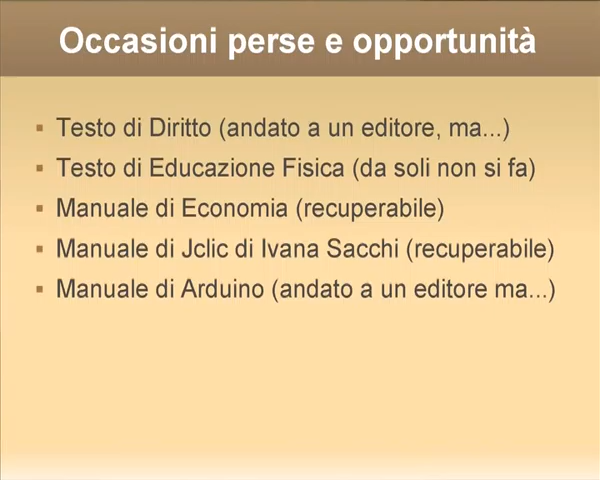 Occasioni perse e opportunità
Testo di Diritto (andato a un editore, ma...)
Testo di Educazione Fisica (da soli non si fa)
Manuale di Economia (recuperabile)
Manuale di Jclic di Ivana Sacchi (recuperabile)
Manuale di Arduino (andato a un editore ma...)